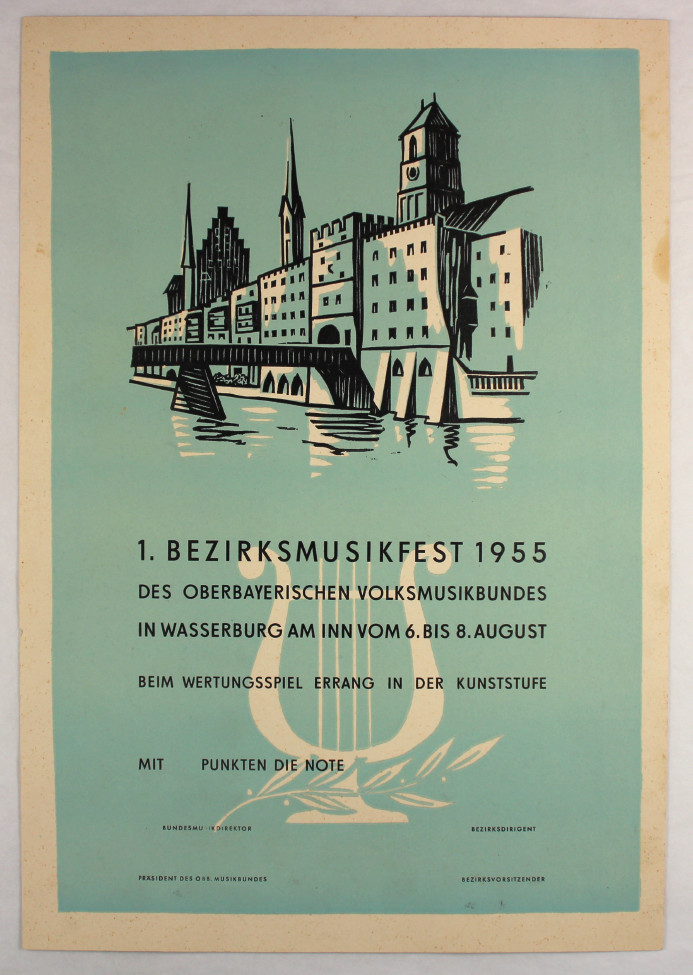 1. BEZIRKSMUSIKFEST 1955
DES OBERBAYERISCHEN VOLKSMUSIKBUNDES
IN WASSERBURG AM INN VOM 6. BIS 8. AUGUST
BEIM WERTUNGSSPIEL ERRANG IN DER KUNSTSTUFE
MIT PUNKTEN DIE NOTE
BUNDESMUSIKDIREKTOR BEZIRKSDIRIGENT
PRÄSIDENT DES OBB. MUSIKBUNDES BEZIRKSVORSITZENDER